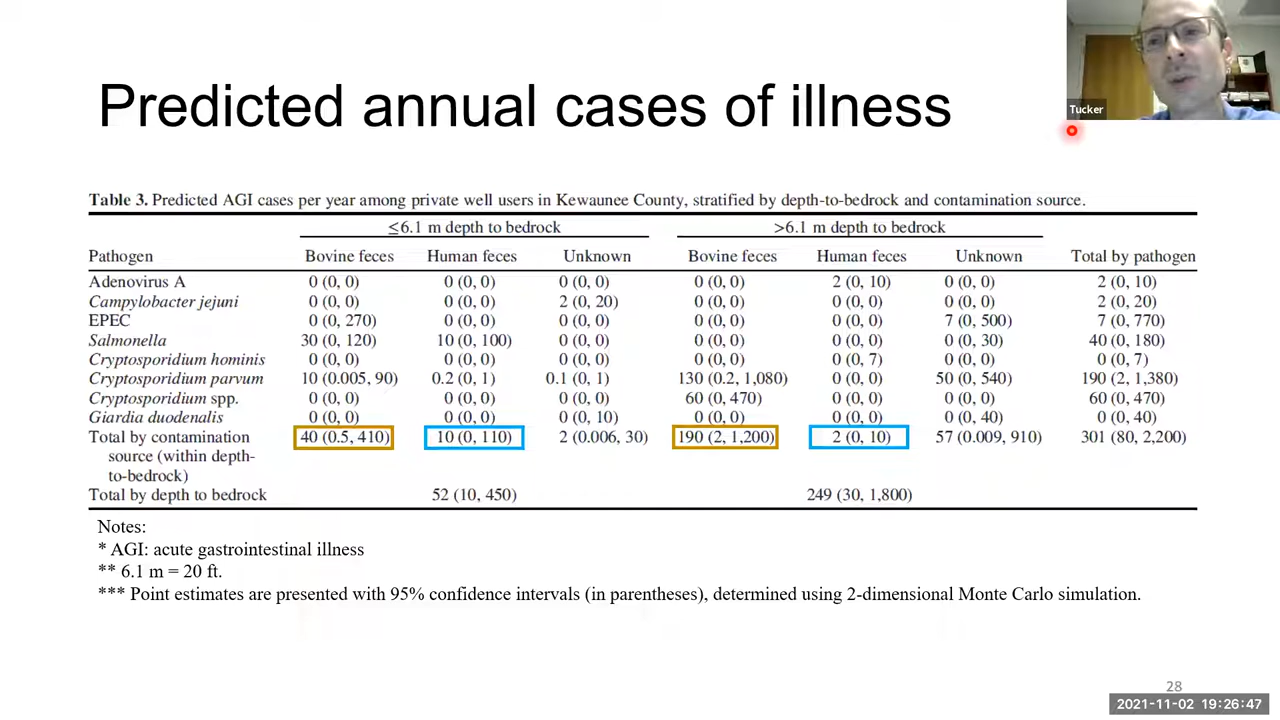 Predicted annual cases of illness
Tucker
Table 3. Predicted AGI cases per year among private well users in Kewaunee County, stratified by depth-to-bedrock and contamination source.
≤6.1 m depth to bedrock >6.1 m depth to bedrock
Pathogen Bovine feces Human feces Unknown Bovine feces Human feces Unknown Total by pathogen
Adenovirus A 0 (0, 0) 0 (0, 0) 0 (0, 0) 0 (0, 0) 2 (0, 10) 0 (0, 0) 2 (0, 10)
Campylobacter jejuni 0 (0, 0) 0 (0, 0) 2 (0, 20) 0 (0, 0) 0 (0, 0) 0 (0, 0) 2 (0, 20)
EPEC 0 (0, 270) 0 (0, 0) 0 (0, 0) 0 (0, 0) 0 (0, 0) 7 (0, 500) 7 (0, 770)
Salmonella 30 (0, 120) 10 (0, 100) 0 (0, 0) 0 (0, 0) 0 (0, 0) 0 (0, 30) 40 (0, 180)
Cryptosporidium hominis 0 (0, 0) 0 (0, 0) 0 (0, 0) 0 (0, 0) 0 (0, 7) 0 (0, 0) 0 (0, 7)
Cryptosporidium parvum 10 (0.005, 90) 0.2 (0, 1) 0.1 (0, 1) 130 (0.2, 1,080) 0 (0, 0) 50 (0, 540) 190 (2, 1,380)
Cryptosporidium spp. 0 (0, 0) 0 (0, 0) 0 (0, 0) 60 (0, 470) 0 (0, 0) 0 (0, 0) 60 (0, 470)
Giardia duodenalis 0 (0, 0) 0 (0, 0) 0 (0, 10) 0 (0, 0) 0 (0, 0) 0 (0, 40) 0 (0, 40)
Total by contamination 40 (0.5, 410) 10 (0, 110) 2 (0.006, 30) 190 (2, 1,200) 2 (0, 10) 57 (0.009, 910) 301 (80, 2,200)
source (within depth-
to-bedrock)
Total by depth to bedrock 52 (10, 450) 249 (30, 1,800)
Notes:
* AGI: acute gastrointestinal illness
** 6.1 m = 20 ft.
*** Point estimates are presented with 95% confidence intervals (in parentheses), determined using 2-dimensional Monte Carlo simulation.
28
2021-11-02 19:26:47